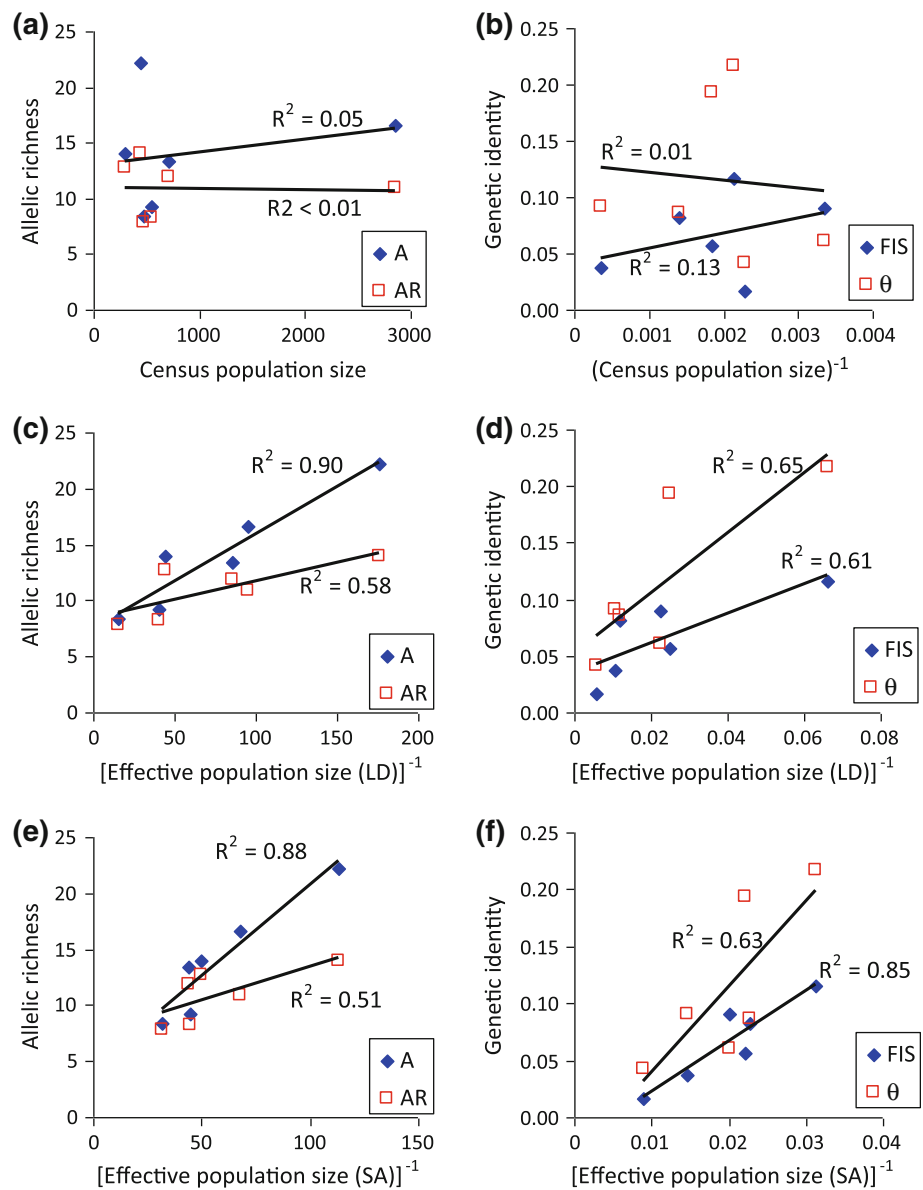 (a)
25
20
15
10
5
0
Allelic richness
R² = 0.05
R2 < 0.01
A
AR
0 1000 2000 3000
Census population size
(b)
0.25
0.20
0.15
0.10
0.05
0.00
Genetic identity
R² = 0.01
R² = 0.13
FIS
θ
0 0.001 0.002 0.003 0.004
(Census population size)⁻¹
(c)
25
20
15
10
5
0
Allelic richness
R² = 0.90
R² = 0.58
A
AR
0 50 100 150 200
[Effective population size (LD)]⁻¹
(d)
0.25
0.20
0.15
0.10
0.05
0.00
Genetic identity
R² = 0.65
R² = 0.61
FIS
θ
0 0.02 0.04 0.06 0.08
[Effective population size (LD)]⁻¹
(e)
25
20
15
10
5
0
Allelic richness
R² = 0.88
R² = 0.51
A
AR
0 50 100 150
[Effective population size (SA)]⁻¹
(f)
0.25
0.20
0.15
0.10
0.05
0.00
Genetic identity
R² = 0.63
R² = 0.85
FIS
θ
0 0.01 0.02 0.03 0.04
[Effective population size (SA)]⁻¹